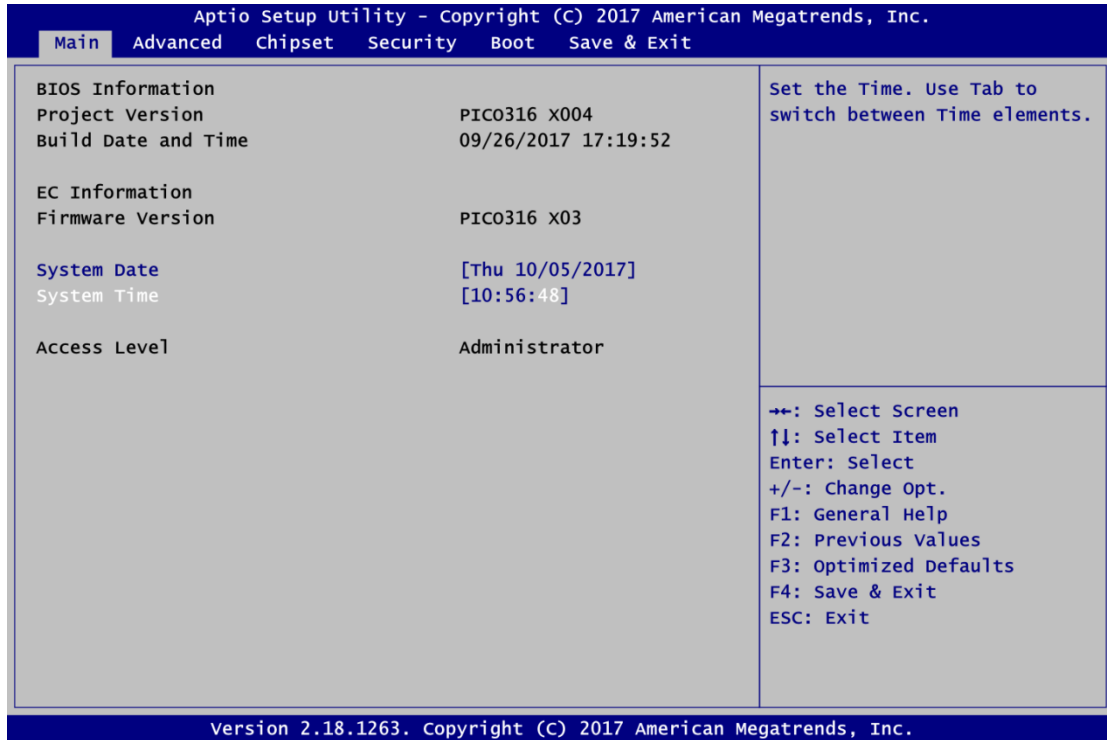 Aptio Setup Utility - Copyright (C) 2017 American Megatrends, Inc.
Main Advanced Chipset Security Boot Save & Exit
BIOS Information
Project Version PICO316 X004
Build Date and Time 09/26/2017 17:19:52
EC Information
Firmware Version PICO316 X03
System Date [Thu 10/05/2017]
System Time [10:56:48]
Access Level Administrator
Set the Time. Use Tab to
switch between Time elements.
→←: Select Screen
↑↓: Select Item
Enter: Select
+/-: Change Opt.
F1: General Help
F2: Previous Values
F3: Optimized Defaults
F4: Save & Exit
ESC: Exit
Version 2.18.1263. Copyright (C) 2017 American Megatrends, Inc.